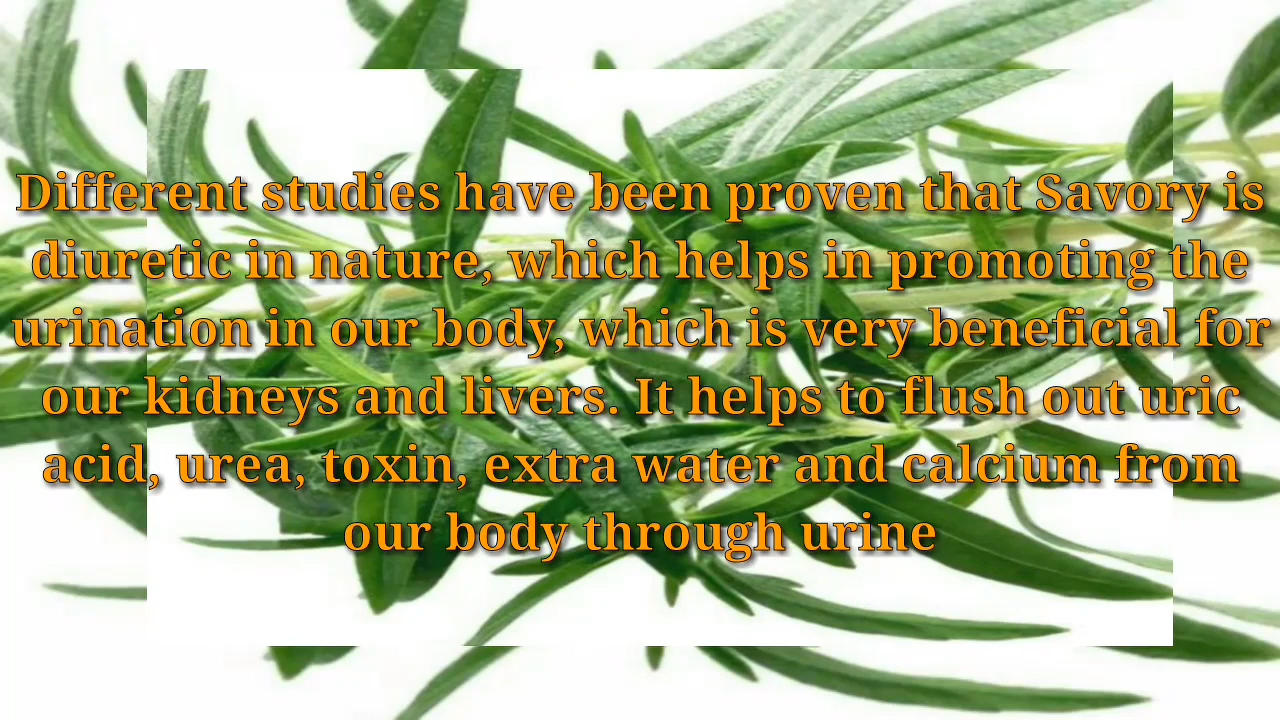 Different studies have been proven that Savory is
diuretic in nature, which helps in promoting the
urination in our body, which is very beneficial for
our kidneys and livers. It helps to flush out uric
acid, urea, toxin, extra water and calcium from
our body through urine